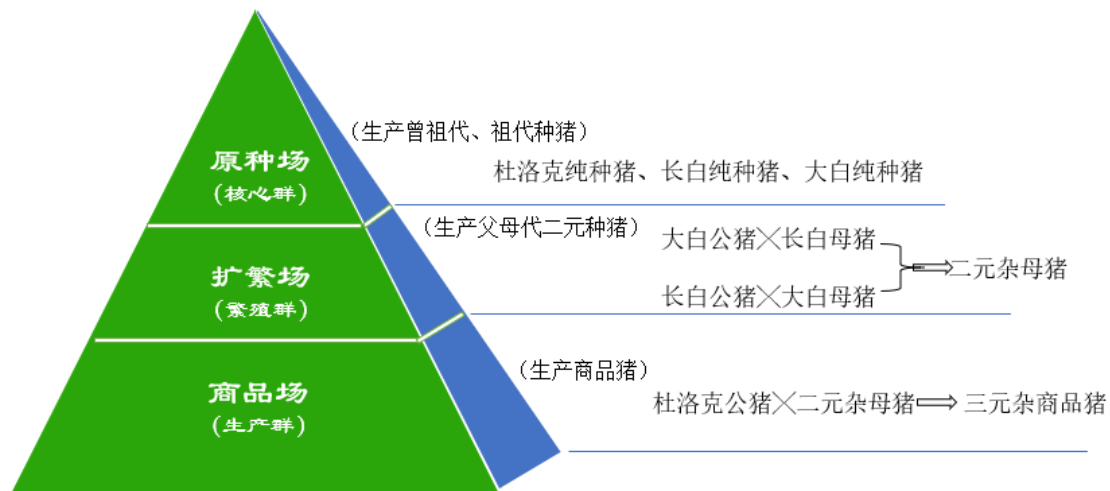 (生产曾祖代、祖代种猪)
原种场
(核心群)
杜洛克纯种猪、长白纯种猪、大白纯种猪
(生产父母代二元种猪)
大白公猪╳长白母猪
二元杂母猪
长白公猪╳大白母猪
扩繁场
(繁殖群)
(生产商品猪)
商品场
(生产群)
杜洛克公猪╳二元杂母猪⟹三元杂商品猪